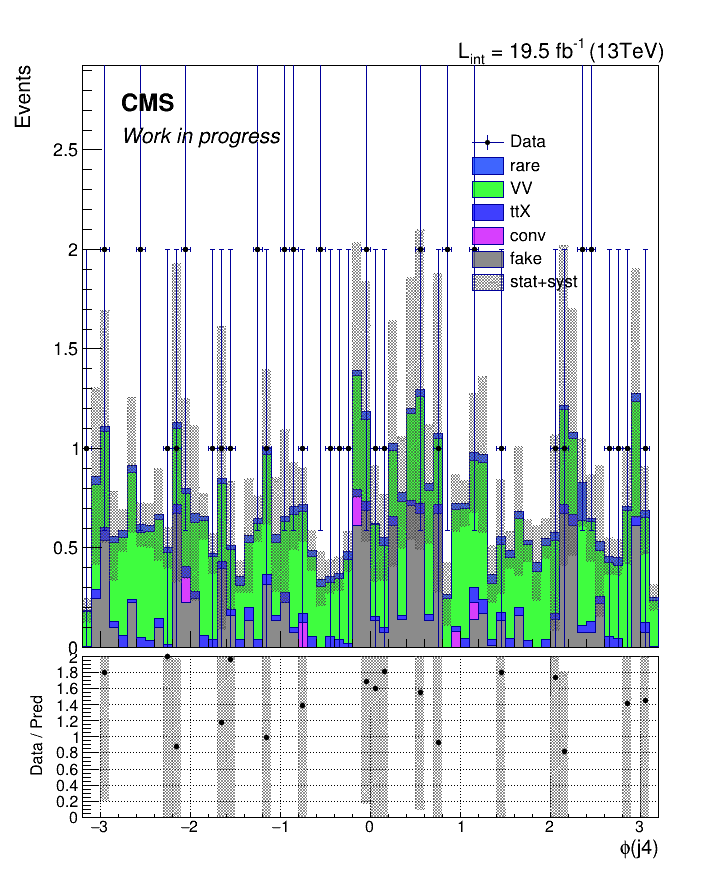 L_int = 19.5 fb⁻¹ (13TeV)
Events
CMS
Work in progress
Data
rare
VV
ttX
conv
fake
stat+syst
2.5
2
1.5
1
0.5
0
Data / Pred
2
1.8
1.6
1.4
1.2
1
0.8
0.6
0.4
0.2
0
−3 −2 −1 0 1 2 3
ϕ(j4)